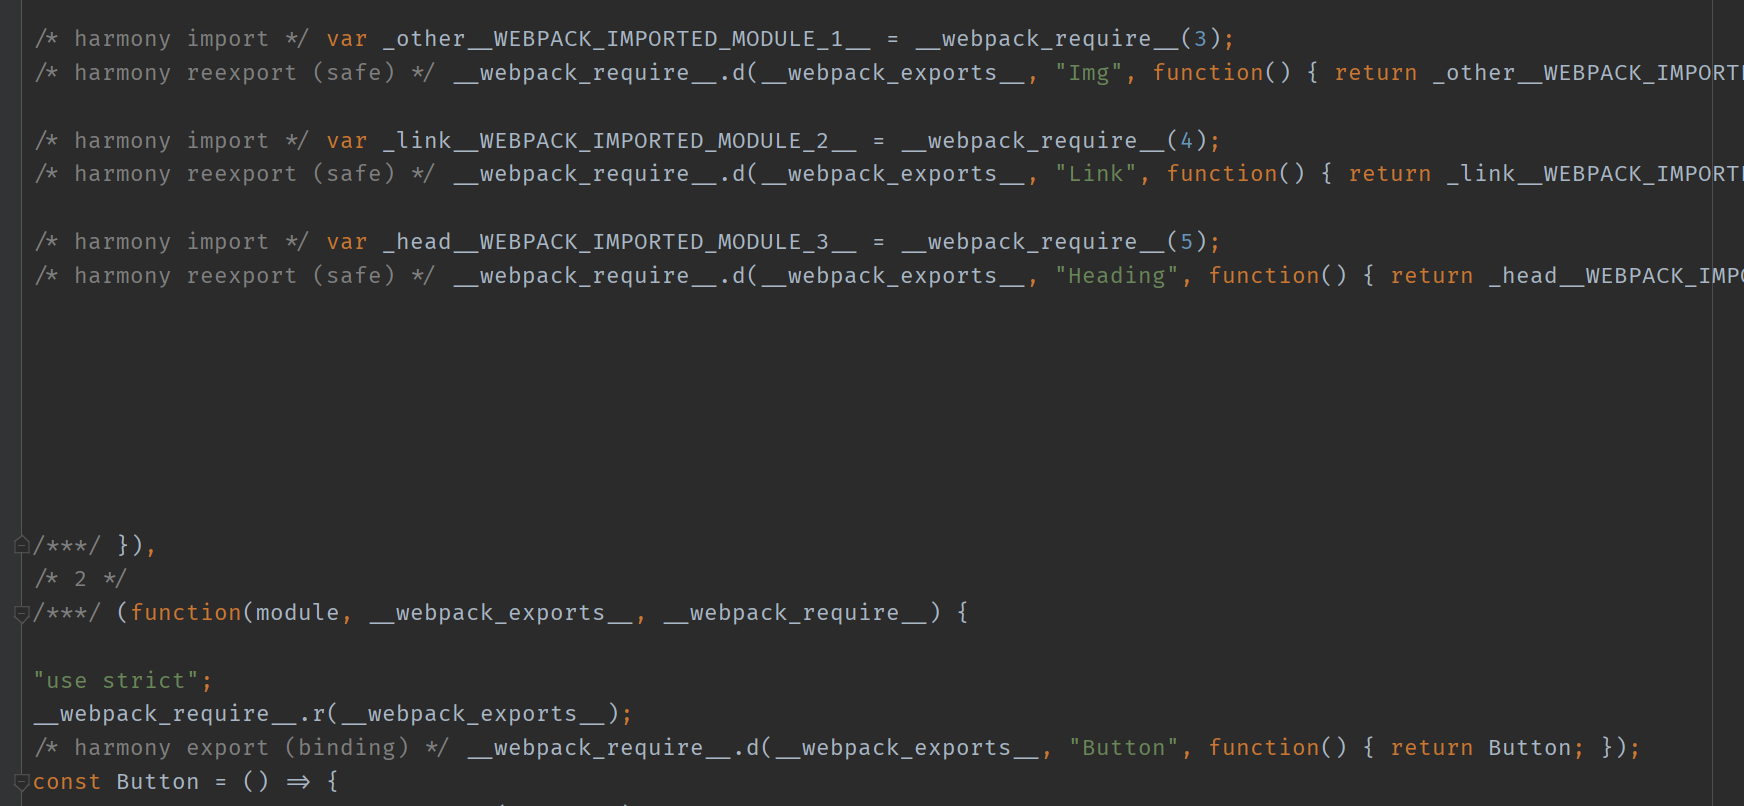 /* harmony import */ var _other__WEBPACK_IMPORTED_MODULE_1__ = __webpack_require__(3);
/* harmony reexport (safe) */ __webpack_require__.d(__webpack_exports__, "Img", function() { return _other__WEBPACK_IMPORT
/* harmony import */ var _link__WEBPACK_IMPORTED_MODULE_2__ = __webpack_require__(4);
/* harmony reexport (safe) */ __webpack_require__.d(__webpack_exports__, "Link", function() { return _link__WEBPACK_IMPORT
/* harmony import */ var _head__WEBPACK_IMPORTED_MODULE_3__ = __webpack_require__(5);
/* harmony reexport (safe) */ __webpack_require__.d(__webpack_exports__, "Heading", function() { return _head__WEBPACK_IMP
/***/ }),
/* 2 */
/***/ (function(module, __webpack_exports__, __webpack_require__) {
"use strict";
__webpack_require__.r(__webpack_exports__);
/* harmony export (binding) */ __webpack_require__.d(__webpack_exports__, "Button", function() { return Button; });
const Button = () => {